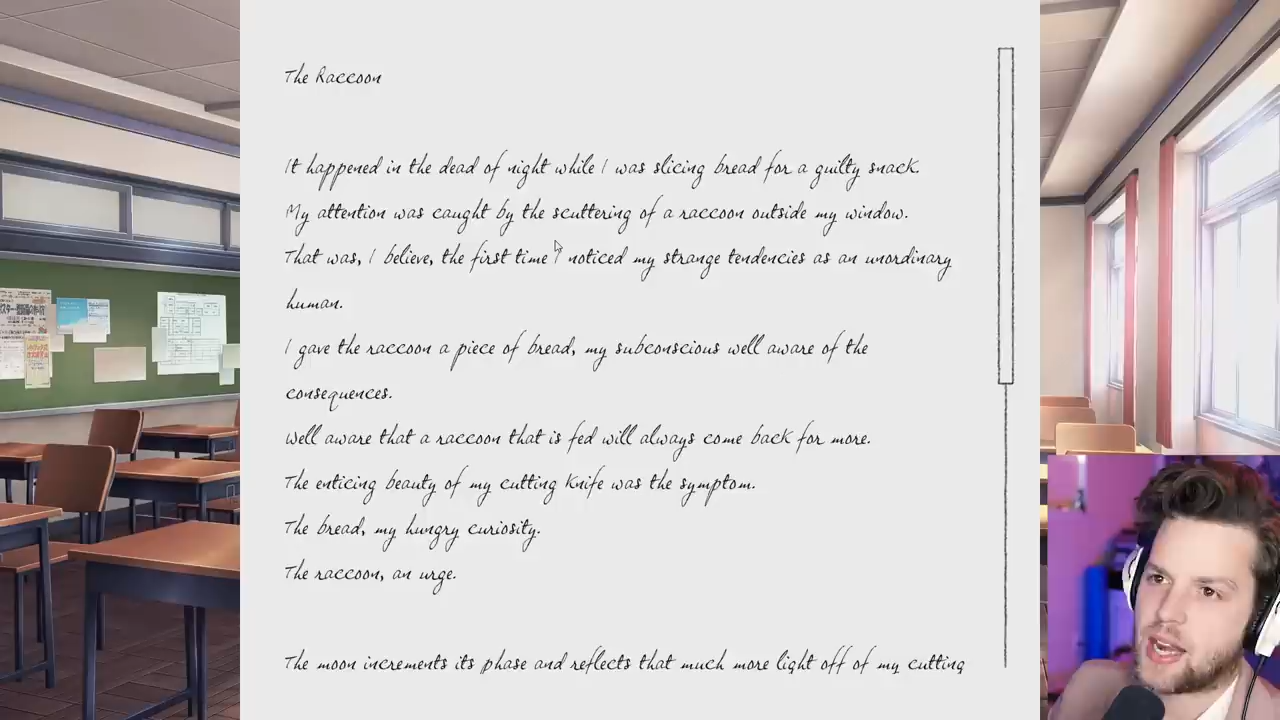 The Raccoon
It happened in the dead of night while I was slicing bread for a guilty snack.
My attention was caught by the scuttering of a raccoon outside my window.
That was, I believe, the first time I noticed my strange tendencies as an unordinary
human.
I gave the raccoon a piece of bread, my subconscious well aware of the
consequences.
Well aware that a raccoon that is fed will always come back for more.
The enticing beauty of my cutting knife was the symptom.
The bread, my hungry curiosity.
The raccoon, an urge.
The moon increments its phase and reflects that much more light off of my cutting